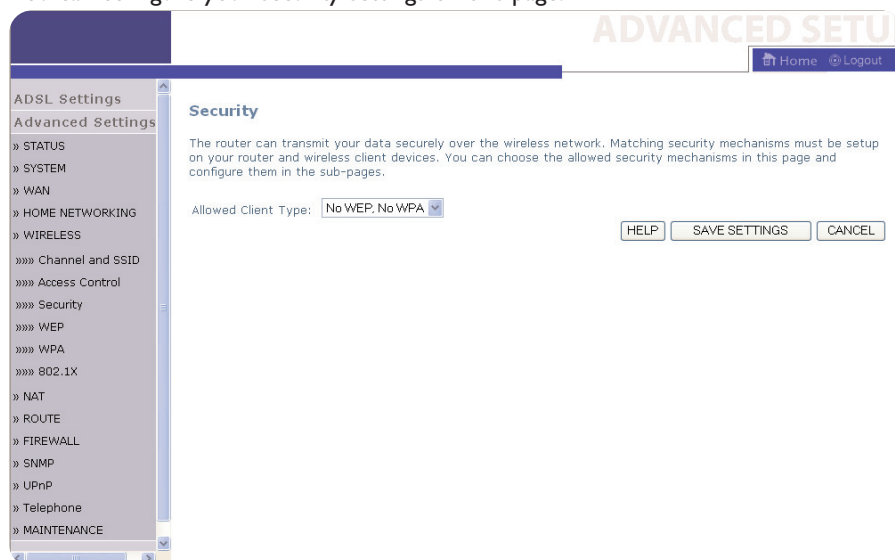 ADVANCED SETU
Home Logout
ADSL Settings
Advanced Settings
» STATUS
» SYSTEM
» WAN
» HOME NETWORKING
» WIRELESS
»»» Channel and SSID
»»» Access Control
»»» Security
»»» WEP
»»» WPA
»»» 802.1X
» NAT
» ROUTE
» FIREWALL
» SNMP
» UPnP
» Telephone
» MAINTENANCE
Security
The router can transmit your data securely over the wireless network. Matching security mechanisms must be setup
on your router and wireless client devices. You can choose the allowed security mechanisms in this page and
configure them in the sub-pages.
Allowed Client Type: No WEP, No WPA
HELP SAVE SETTINGS CANCEL